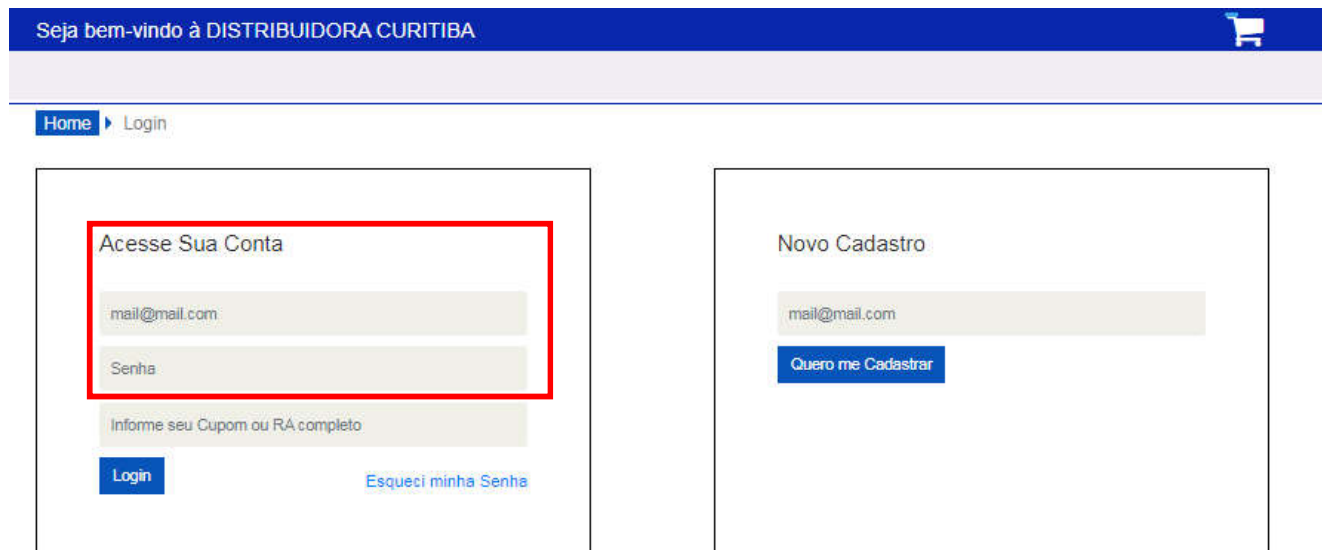 Seja bem-vindo à DISTRIBUIDORA CURITIBA
Home Login
Acesse Sua Conta
mail@mail.com
Senha
Informe seu Cupom ou RA completo
Login Esqueci minha Senha
Novo Cadastro
mail@mail.com
Quero me Cadastrar